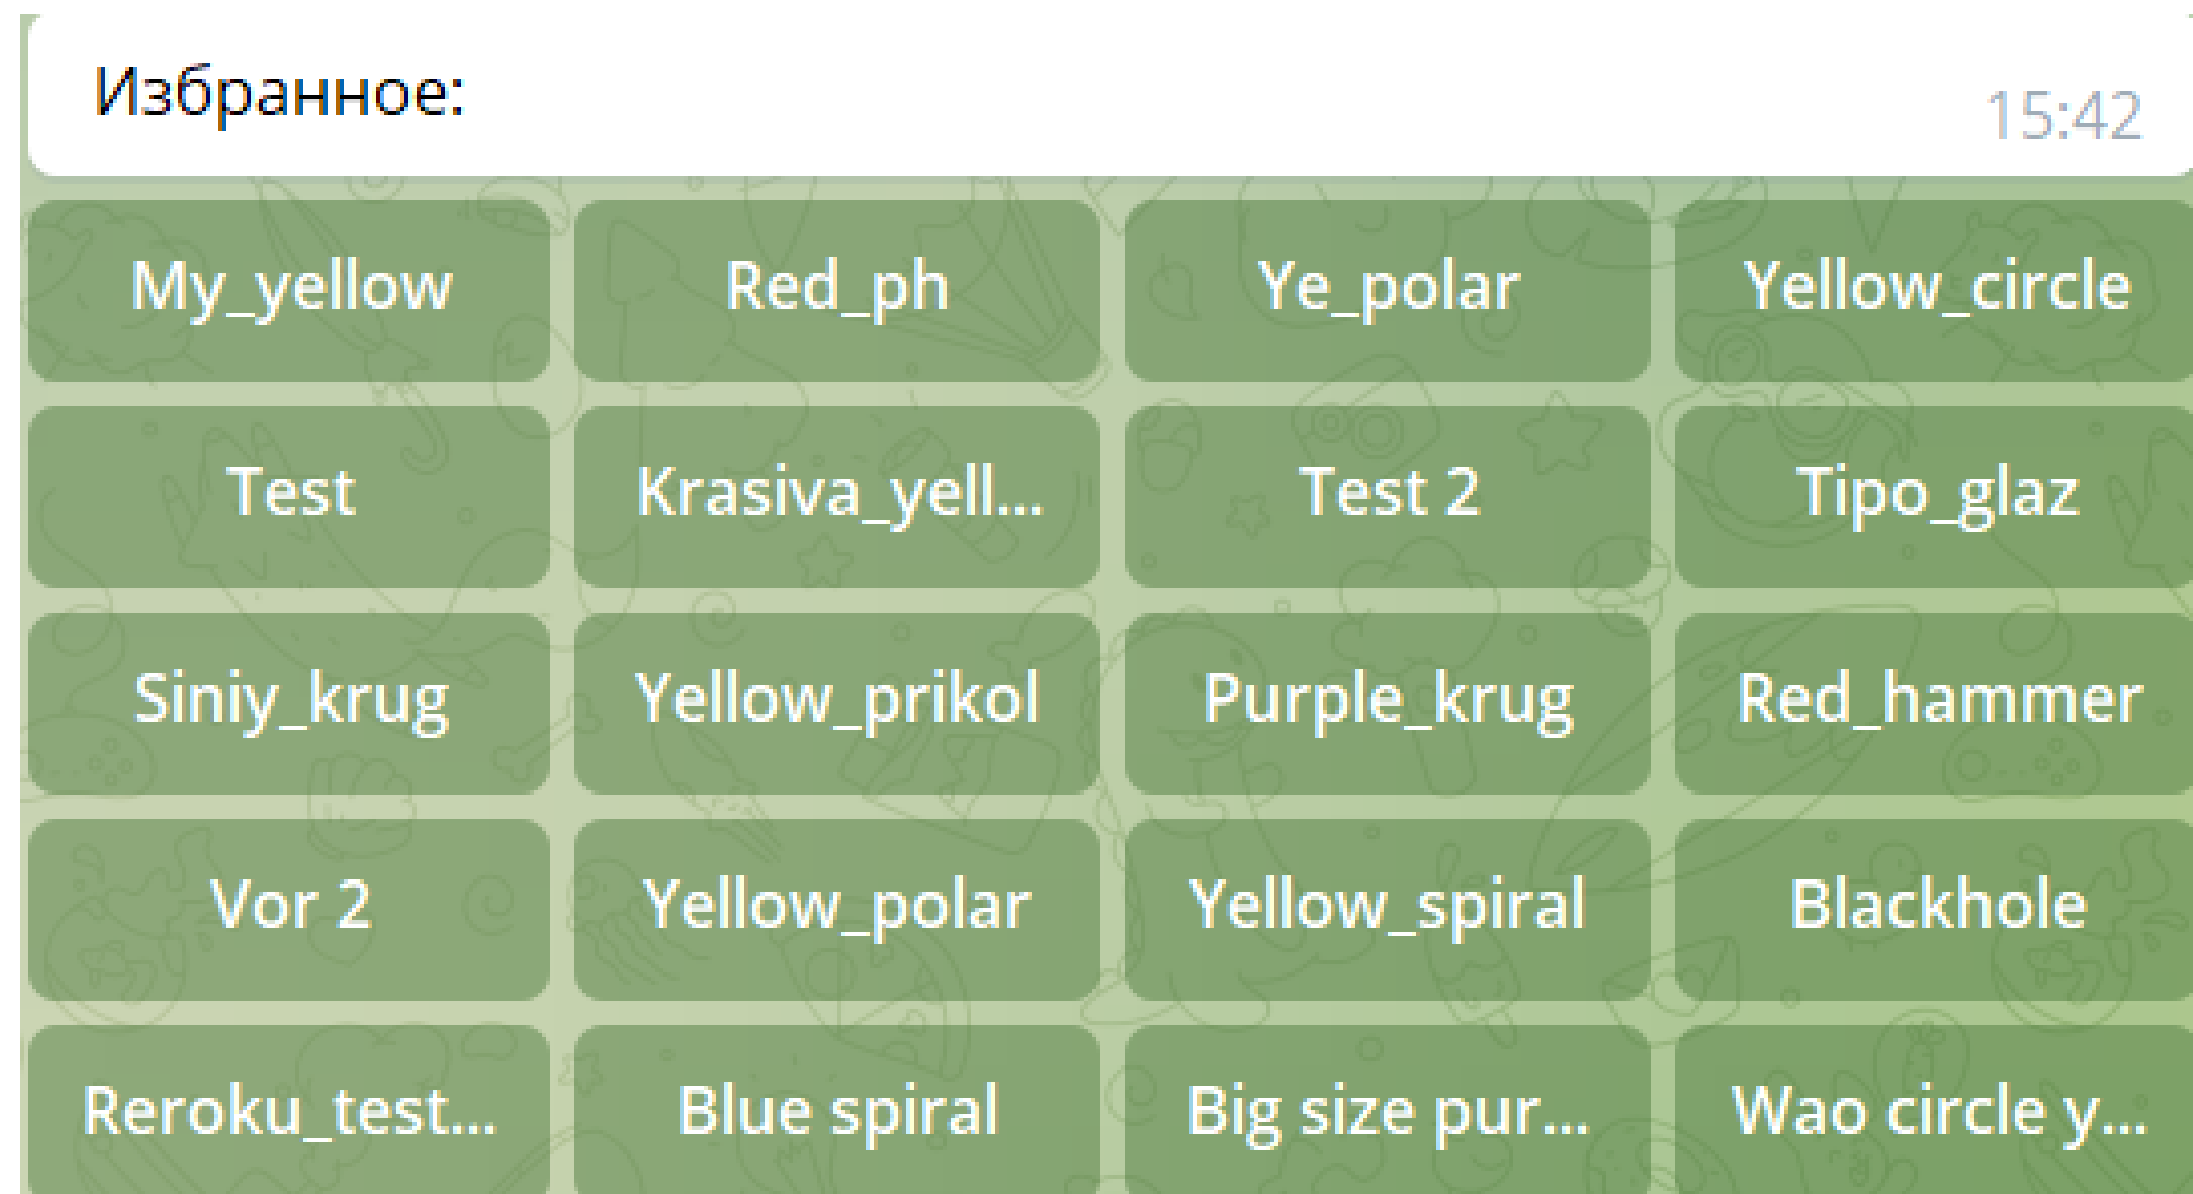 Избранное:
15:42
My_yellow Red_ph Ye_polar Yellow_circle
Test Krasiva_yell... Test 2 Tipo_glaz
Siniy_krug Yellow_prikol Purple_krug Red_hammer
Vor 2 Yellow_polar Yellow_spiral Blackhole
Reroku_test... Blue spiral Big size pur... Wao circle y...